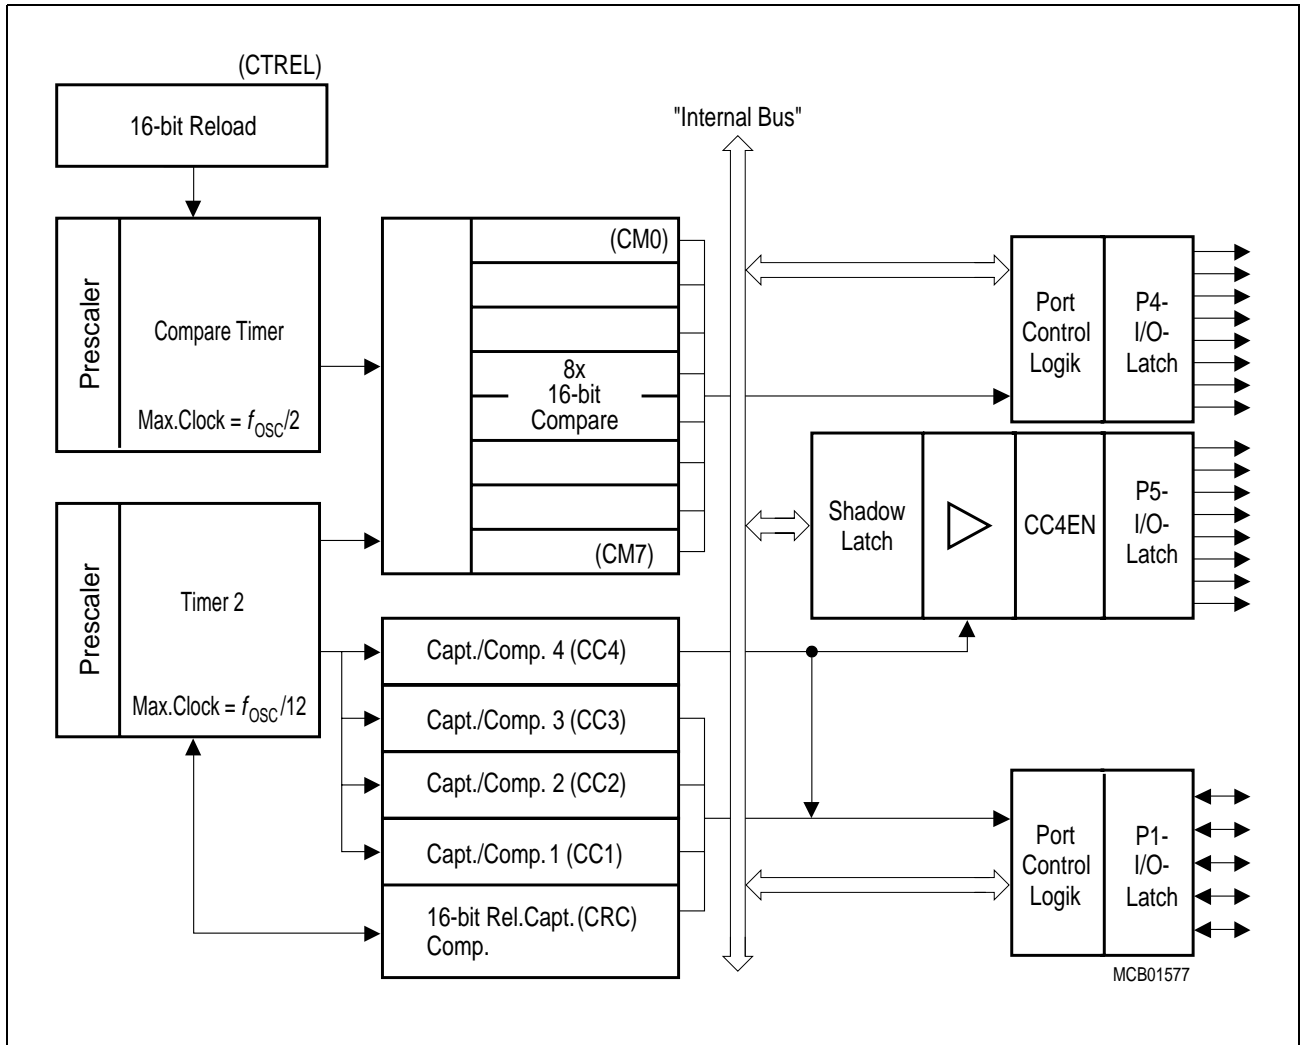 (CTREL)
16-bit Reload
"Internal Bus"
Prescaler
Compare Timer
Max.Clock = fOSC/2
(CM0)
8x
16-bit
Compare
(CM7)
Port
Control
Logik
P4-
I/O-
Latch
Shadow
Latch
CC4EN
P5-
I/O-
Latch
Prescaler
Timer 2
Max.Clock = fOSC/12
Capt./Comp. 4 (CC4)
Capt./Comp. 3 (CC3)
Capt./Comp. 2 (CC2)
Capt./Comp. 1 (CC1)
16-bit Rel.Capt. (CRC)
Comp.
Port
Control
Logik
P1-
I/O-
Latch
MCB01577